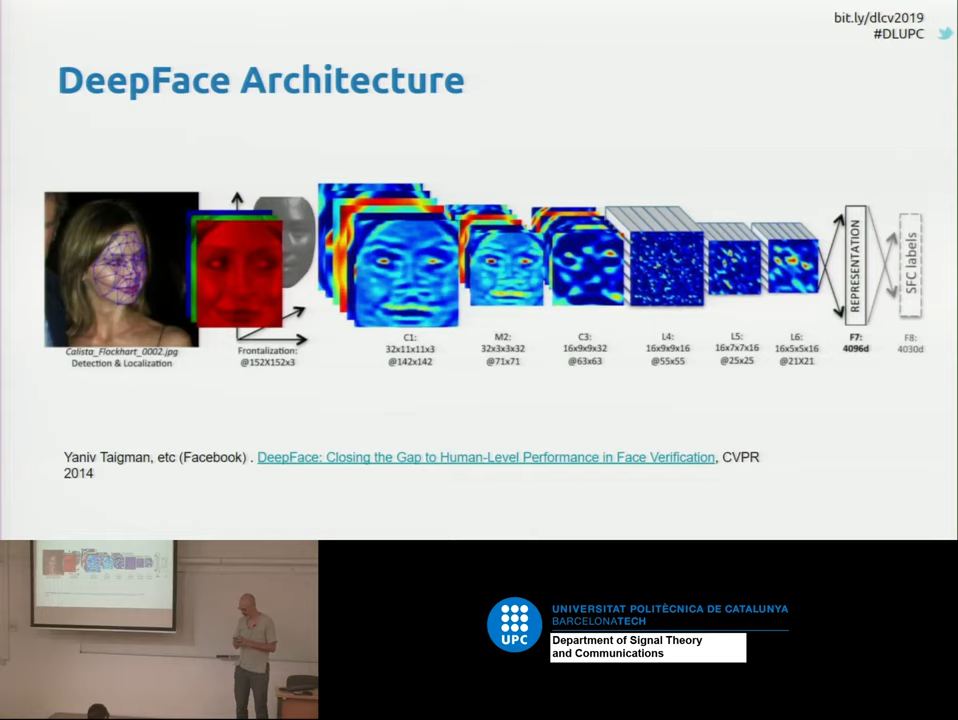 bit.ly/dlcv2019
#DLUPC
DeepFace Architecture
Calista_Flockhart_0002.jpg
Detection & Localization
Frontalization:
@152X152x3
C1:
32x11x11x3
@142x142
M2:
32x3x3x32
@71x71
C3:
16x9x9x32
@63x63
L4:
16x9x9x16
@55x55
L5:
16x7x7x16
@25x25
L6:
16x5x5x16
@21X21
REPRESENTATION
F7:
4096d
SFC labels
F8:
4030d
Yaniv Taigman, etc (Facebook) . DeepFace: Closing the Gap to Human-Level Performance in Face Verification, CVPR
2014
UPC
UNIVERSITAT POLITÈCNICA DE CATALUNYA
BARCELONATECH
Department of Signal Theory
and Communications